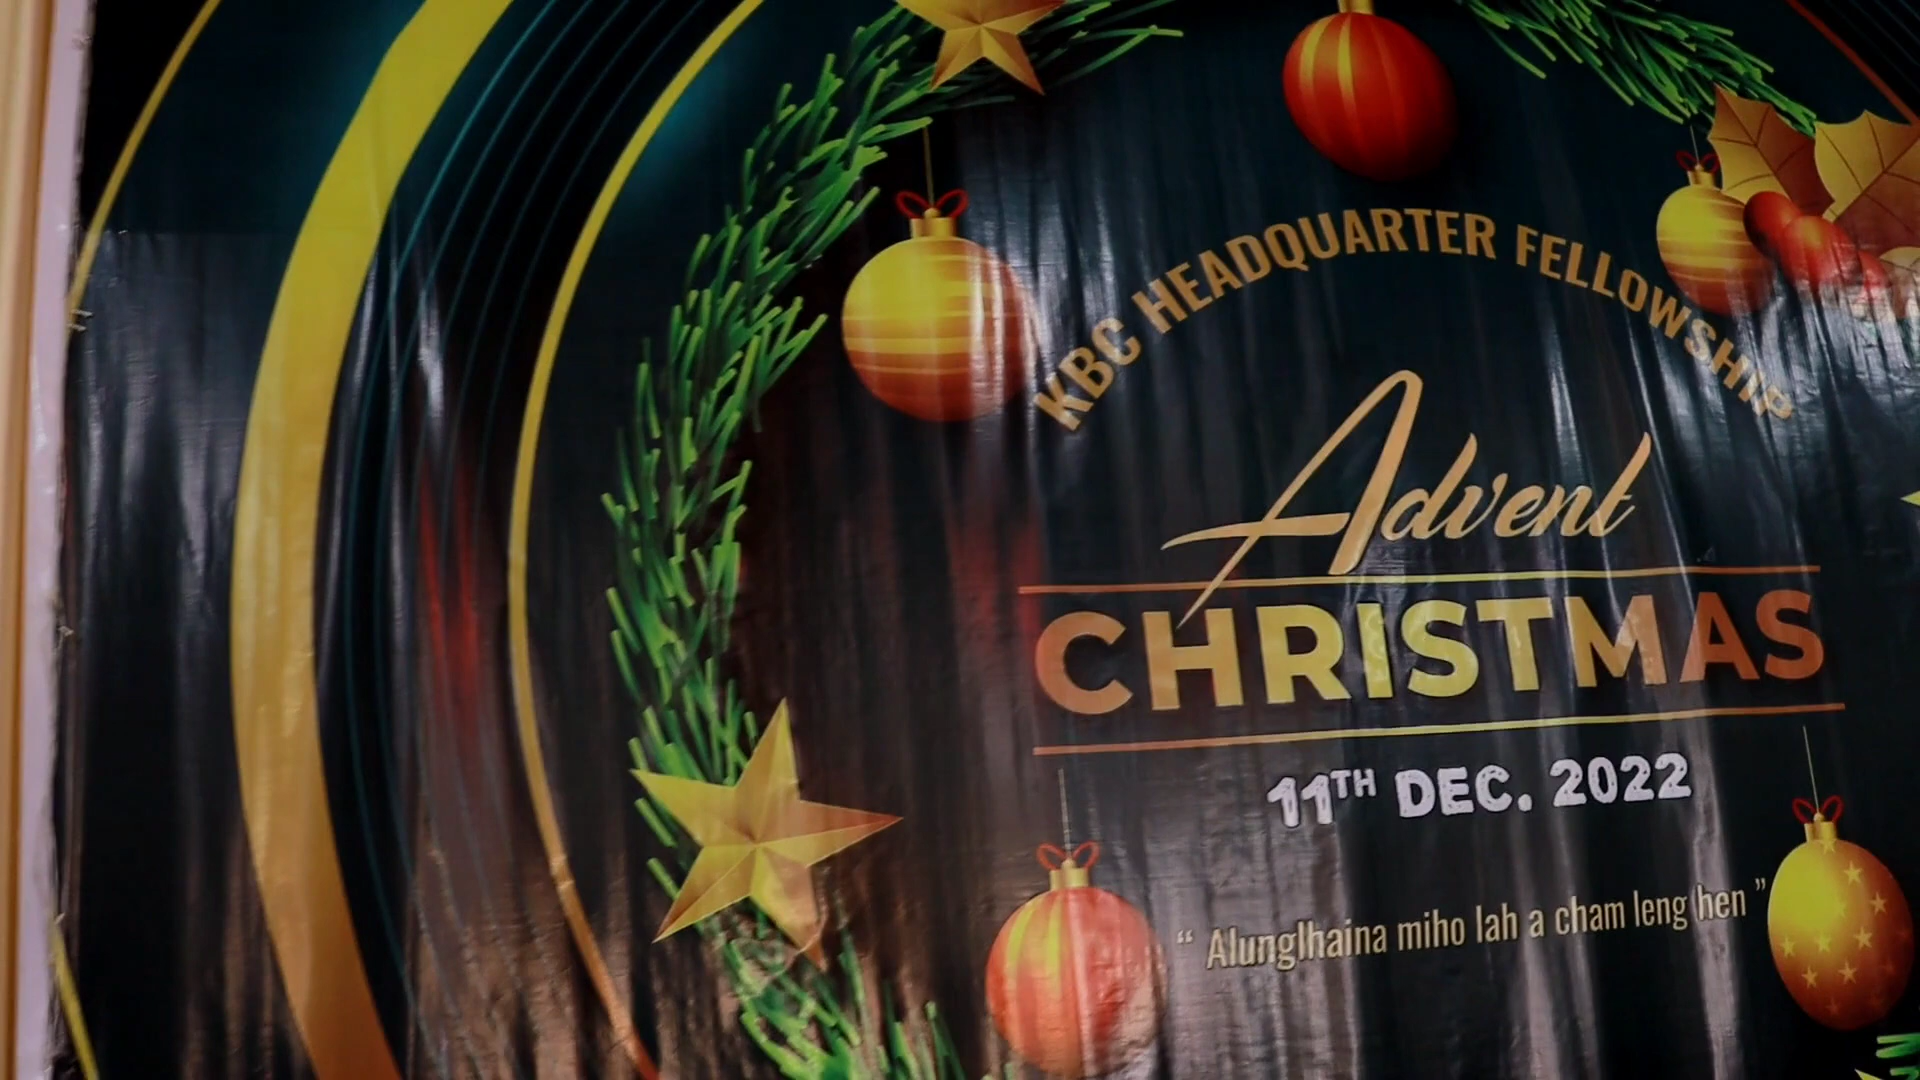 KBC HEADQUARTER FELLOWSHIP
Advent
CHRISTMAS
11TH DEC. 2022
“ Alunglhaina miho lah a cham leng hen ”